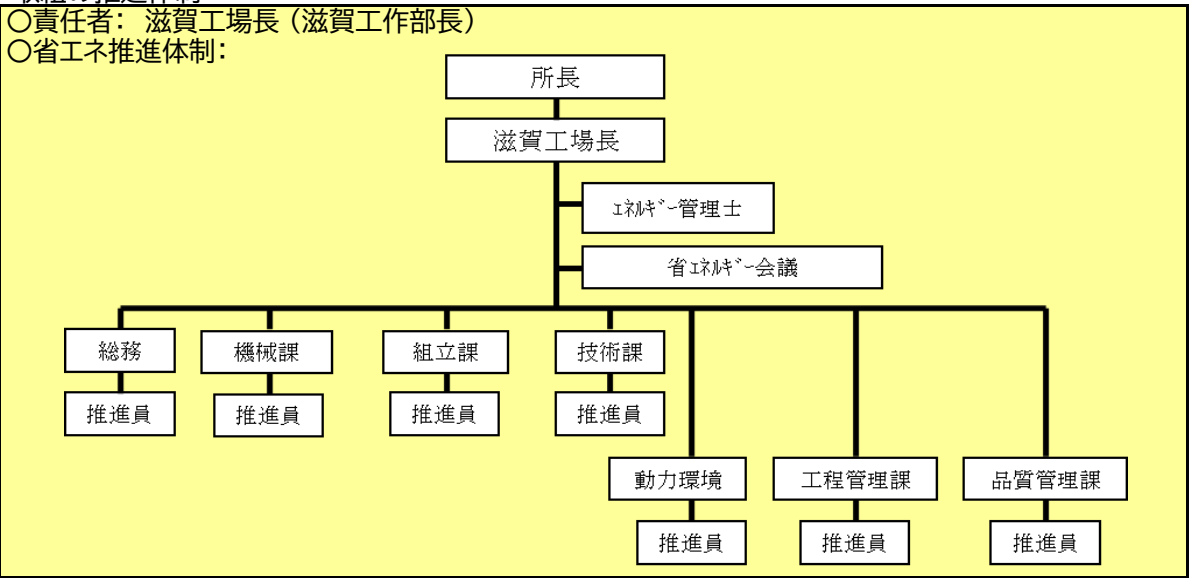 〇責任者： 滋賀工場長（滋賀工作部長）
〇省エネ推進体制：
所長
滋賀工場長
ｴﾈﾙｷﾞｰ管理士
省ｴﾈﾙｷﾞｰ会議
総務 機械課 組立課 技術課
推進員 推進員 推進員 推進員
動力環境 工程管理課 品質管理課
推進員 推進員 推進員